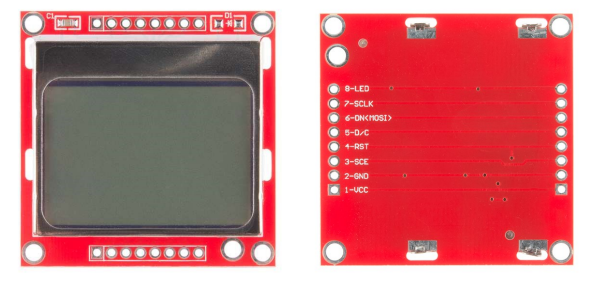 C1
D1
8-LED
7-SCLK
6-DN<MOSI>
5-D/C
4-RST
3-SCE
2-GND
1-VCC